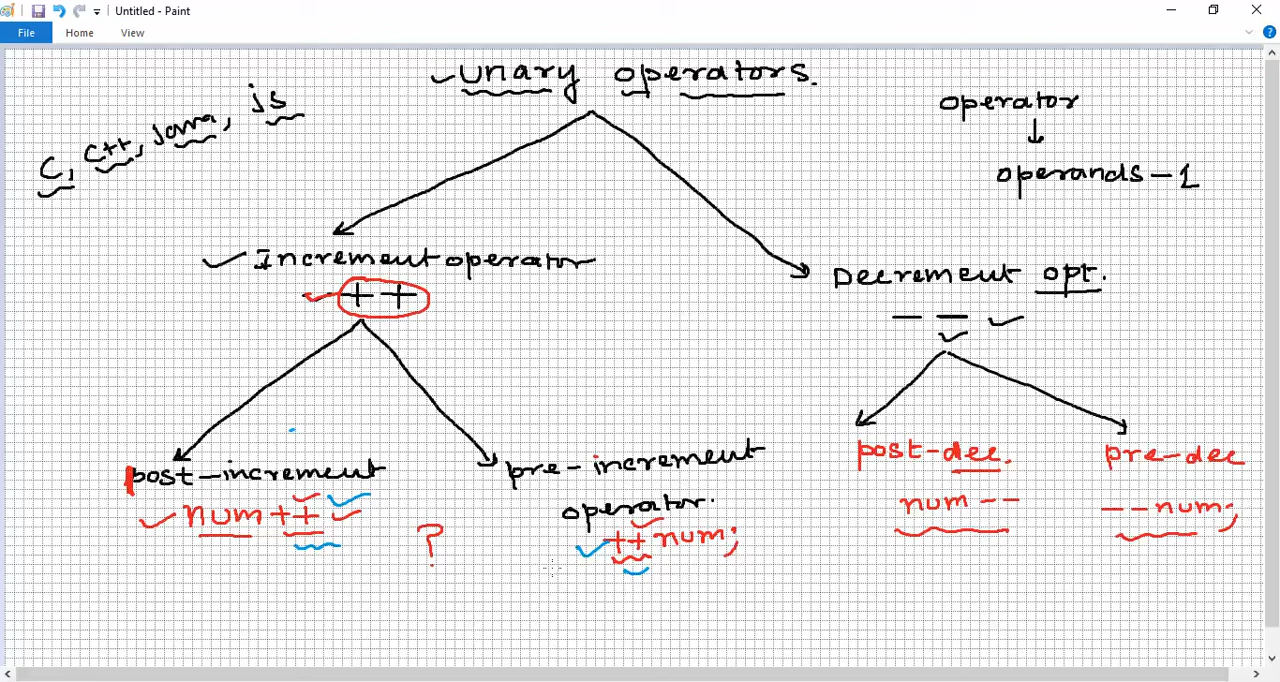 Untitled - Paint
File Home View
Unary operators.
C, C++, Java, js
operator
operands - 1
Increment operator
++
Decrement opt.
--
post-increment
num++
pre-increment
operator.
++num;
?
post-dec.
num--
pre-dec
--num;